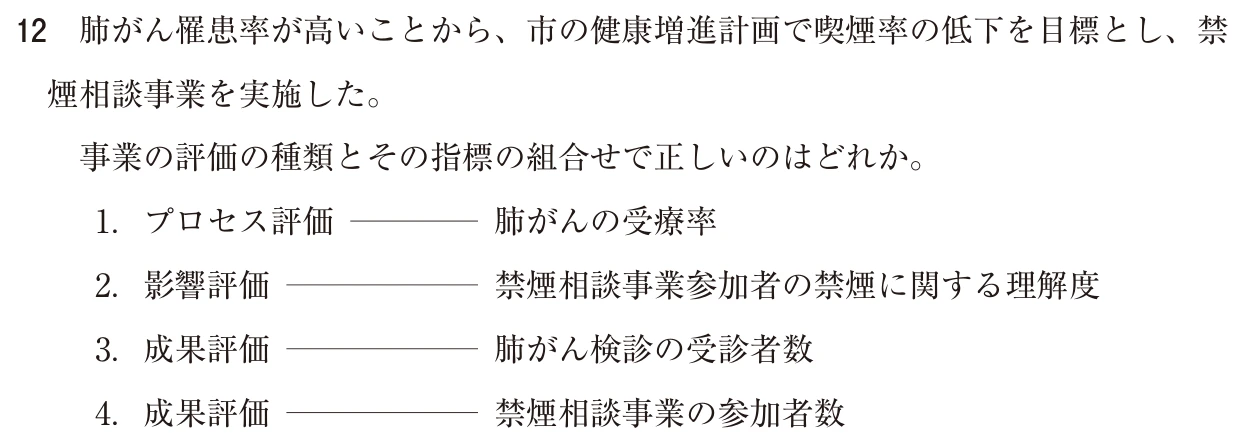 12 肺がん罹患率が高いことから、市の健康増進計画で喫煙率の低下を目標とし、禁
煙相談事業を実施した。
事業の評価の種類とその指標の組合せで正しいのはどれか。
1. プロセス評価 ―――― 肺がんの受療率
2. 影響評価 ―――――― 禁煙相談事業参加者の禁煙に関する理解度
3. 成果評価 ―――――― 肺がん検診の受診者数
4. 成果評価 ―――――― 禁煙相談事業の参加者数